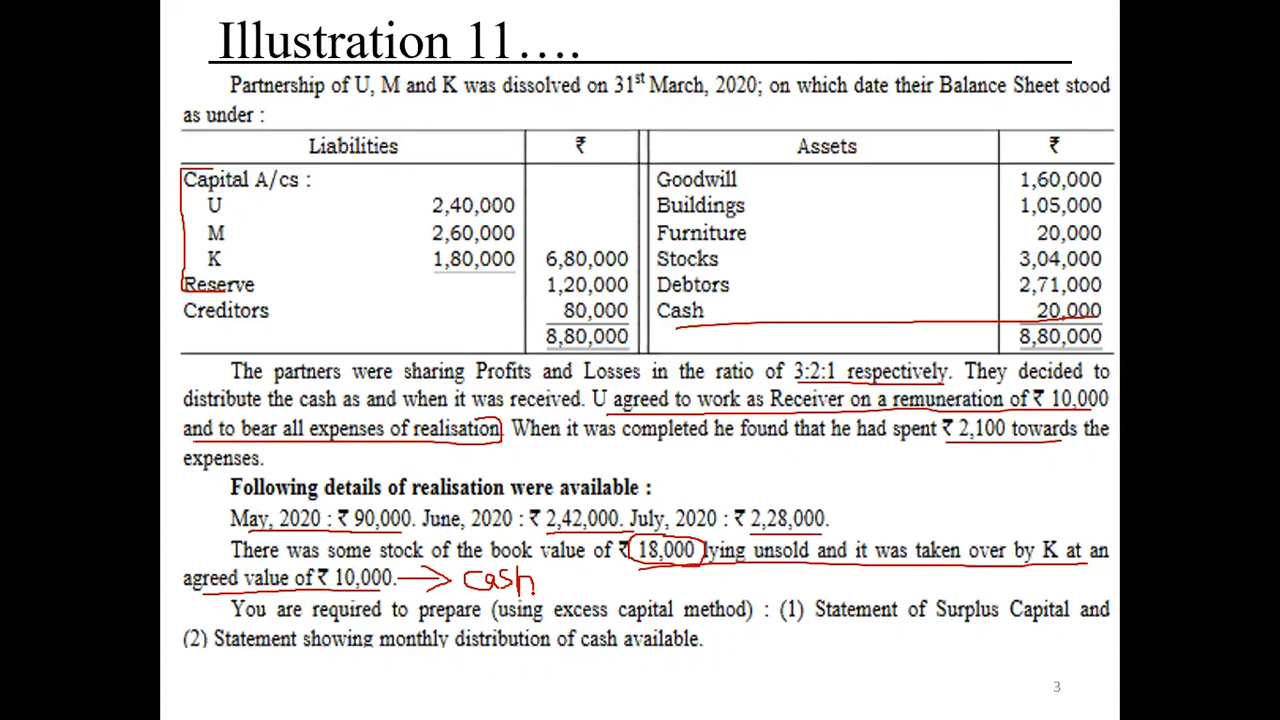 Illustration 11….
Partnership of U, M and K was dissolved on 31st March, 2020; on which date their Balance Sheet stood
as under :
Liabilities ₹ Assets ₹
Capital A/cs : Goodwill 1,60,000
U 2,40,000 Buildings 1,05,000
M 2,60,000 Furniture 20,000
K 1,80,000 6,80,000 Stocks 3,04,000
Reserve 1,20,000 Debtors 2,71,000
Creditors 80,000 Cash 20,000
8,80,000 8,80,000
The partners were sharing Profits and Losses in the ratio of 3:2:1 respectively. They decided to
distribute the cash as and when it was received. U agreed to work as Receiver on a remuneration of ₹ 10,000
and to bear all expenses of realisation. When it was completed he found that he had spent ₹ 2,100 towards the
expenses.
Following details of realisation were available :
May, 2020 : ₹ 90,000. June, 2020 : ₹ 2,42,000. July, 2020 : ₹ 2,28,000.
There was some stock of the book value of ₹ 18,000 lying unsold and it was taken over by K at an
agreed value of ₹ 10,000. → cash
You are required to prepare (using excess capital method) : (1) Statement of Surplus Capital and
(2) Statement showing monthly distribution of cash available.
3